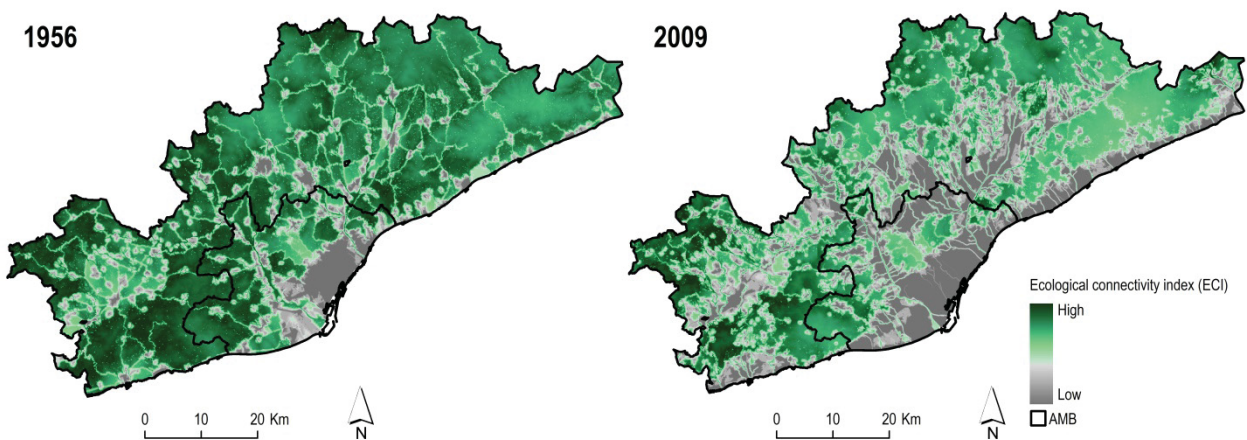 1956
2009
Ecological connectivity index (ECI)
High
Low
AMB
0 10 20 Km
N
0 10 20 Km
N